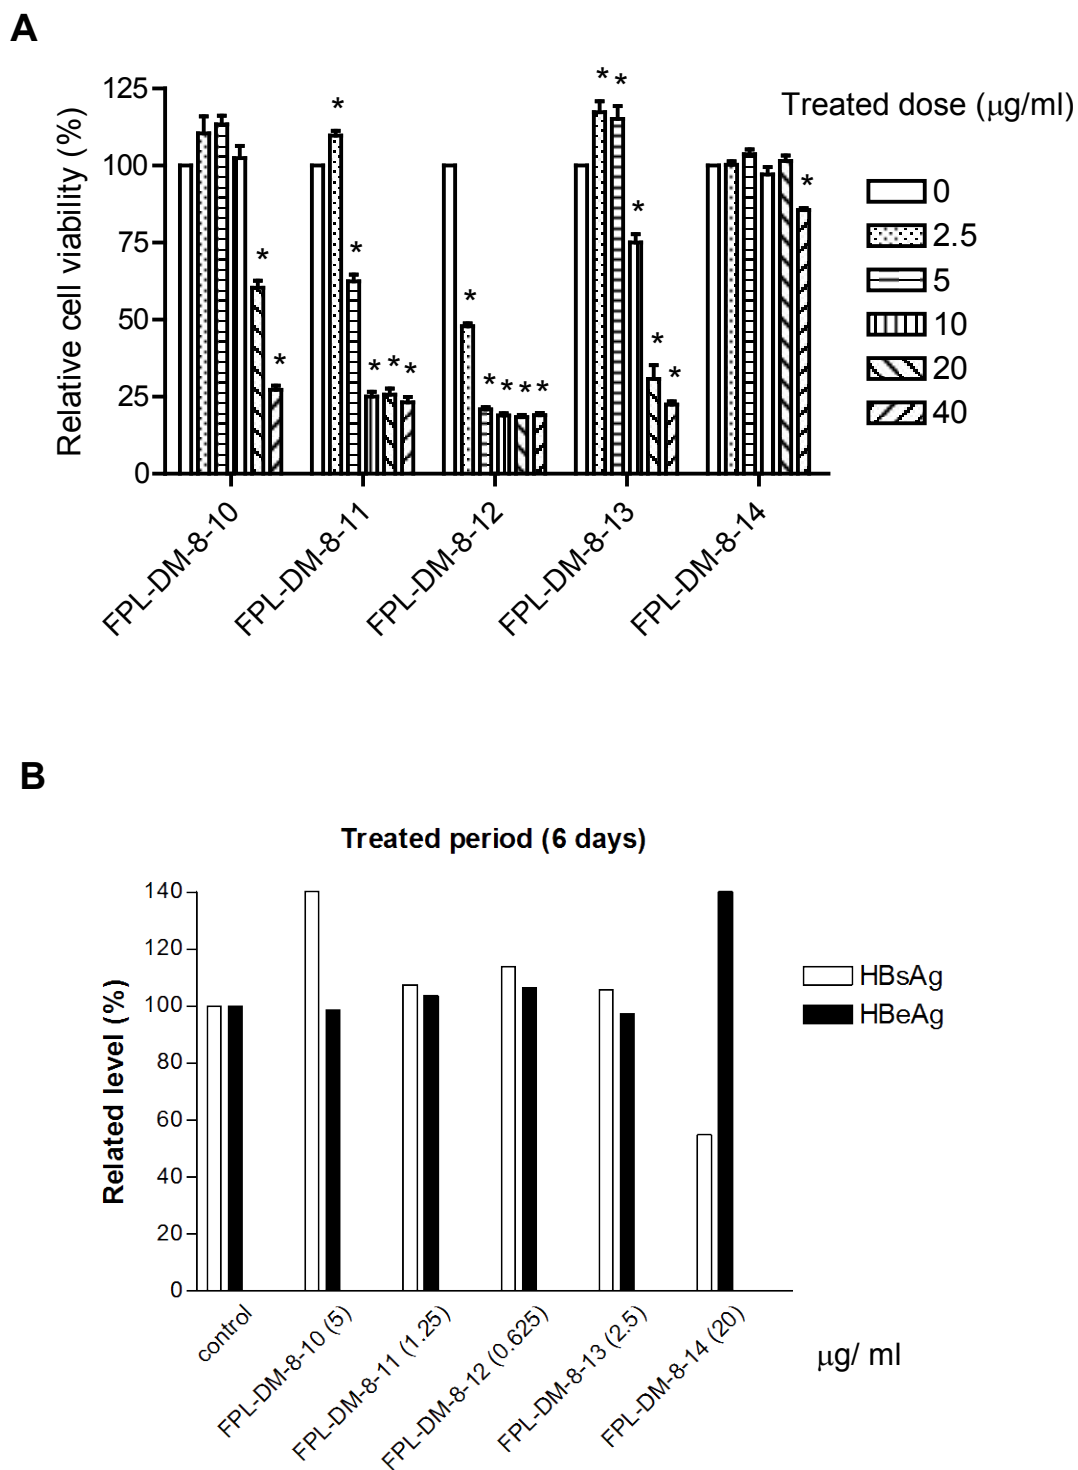 A
Relative cell viability (%)
125
100
75
50
25
0
* * * * * * * * * * * * * * * * * *
FPL-DM-8-10
FPL-DM-8-11
FPL-DM-8-12
FPL-DM-8-13
FPL-DM-8-14
Treated dose (μg/ml)
0
2.5
5
10
20
40
B
Treated period (6 days)
Related level (%)
140
120
100
80
60
40
20
0
control
FPL-DM-8-10 (5)
FPL-DM-8-11 (1.25)
FPL-DM-8-12 (0.625)
FPL-DM-8-13 (2.5)
FPL-DM-8-14 (20)
μg/ ml
HBsAg
HBeAg